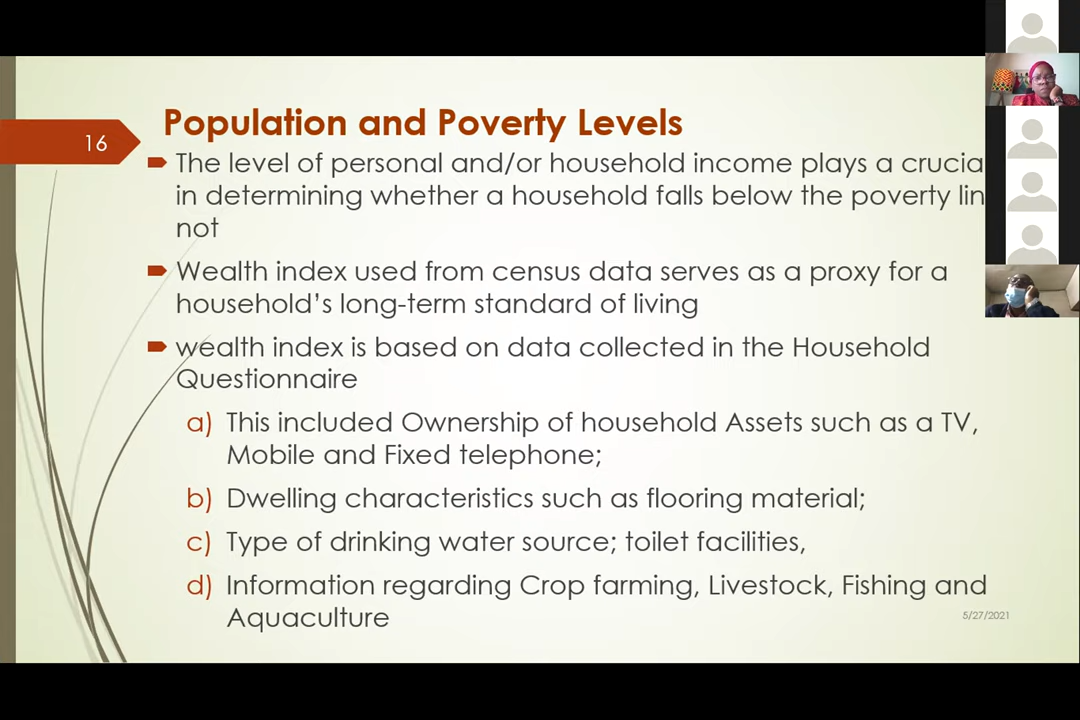 16
Population and Poverty Levels
The level of personal and/or household income plays a
in determining whether a household falls below the poverty
not
Wealth index used from census data serves as a proxy for a
household's long-term standard of living
wealth index is based on data collected in the Household
Questionnaire
a) This included Ownership of household Assets such as a TV,
Mobile and Fixed telephone;
b) Dwelling characteristics such as flooring material;
c) Type of drinking water source; toilet facilities,
d) Information regarding Crop farming, Livestock, Fishing and
Aquaculture
5/27/2021